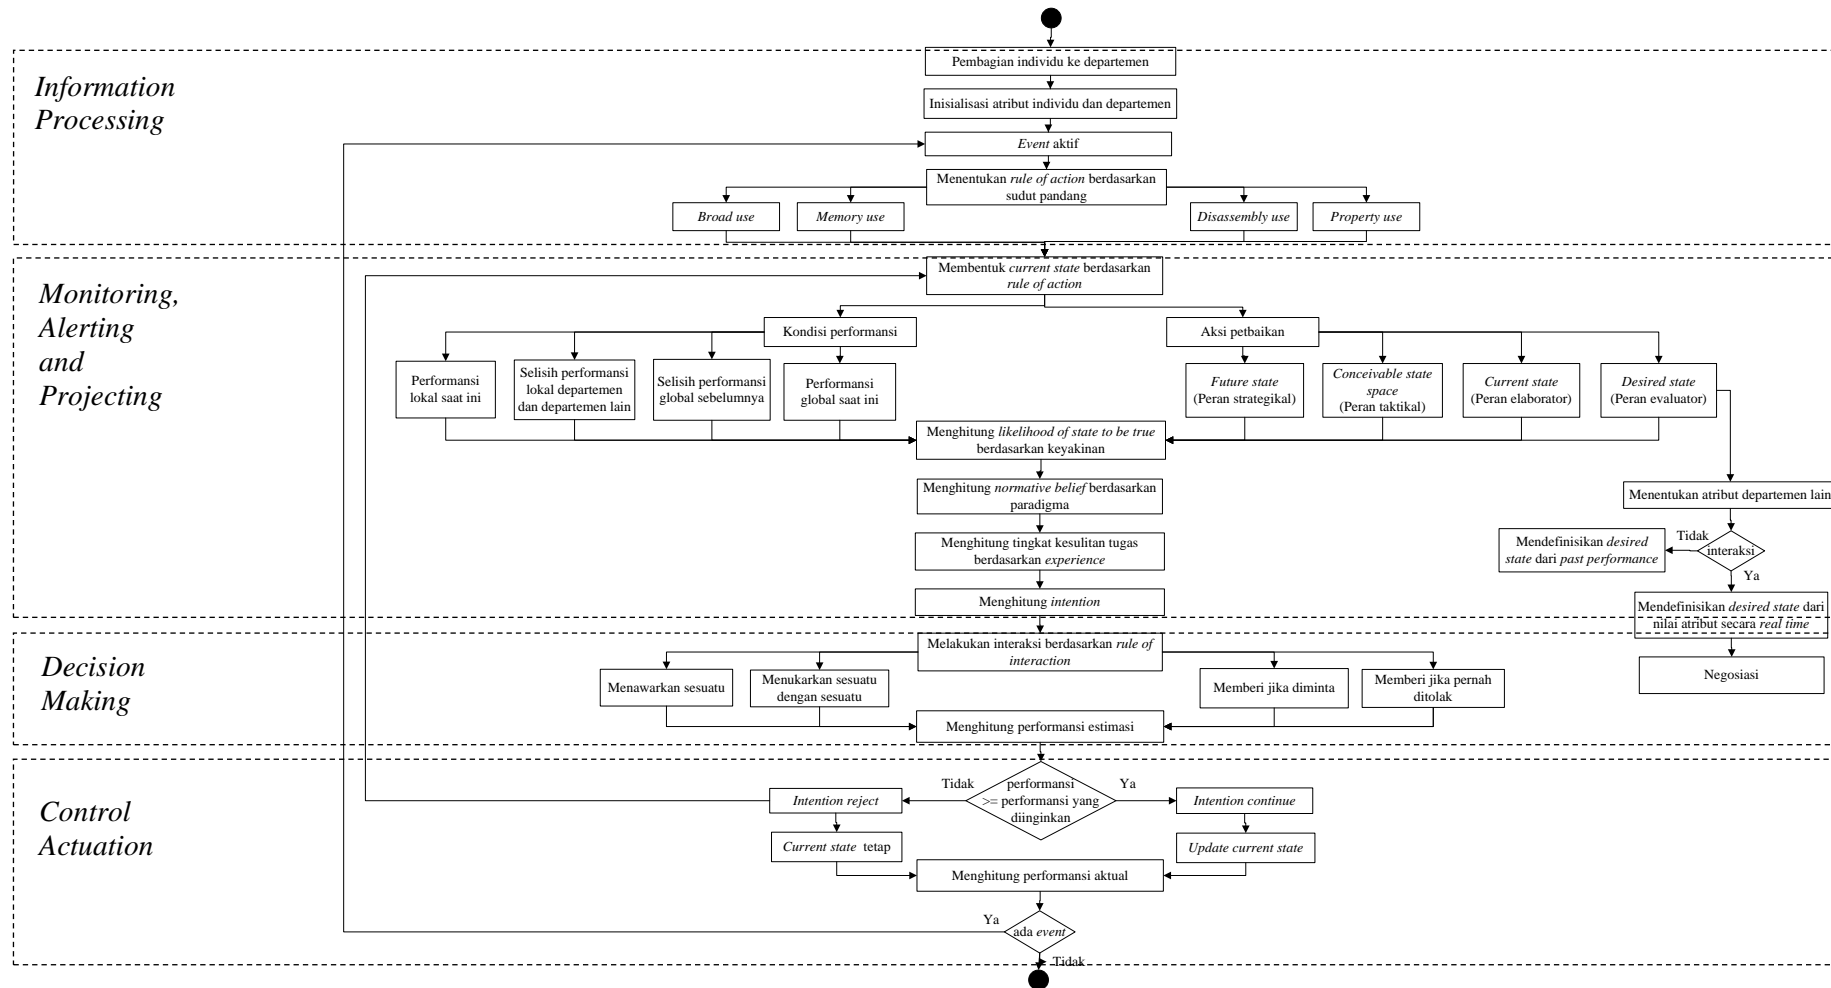 Information
Processing
Pembagian individu ke departemen
Inisialisasi atribut individu dan departemen
Event aktif
Menentukan rule of action berdasarkan
sudut pandang
Broad use
Memory use
Disassembly use
Property use
Monitoring,
Alerting
and
Projecting
Membentuk current state berdasarkan
rule of action
Kondisi performansi
Aksi petbaikan
Performansi
lokal saat ini
Selisih performansi
lokal departemen
dan departemen lain
Selisih performansi
global sebelumnya
Performansi
global saat ini
Future state
(Peran strategikal)
Conceivable state
space
(Peran taktikal)
Current state
(Peran elaborator)
Desired state
(Peran evaluator)
Menghitung likelihood of state to be true
berdasarkan keyakinan
Menghitung normative belief berdasarkan
paradigma
Menentukan atribut departemen lain
Menghitung tingkat kesulitan tugas
berdasarkan experience
Mendefinisikan desired
state dari past performance
Tidak
interaksi
Ya
Menghitung intention
Mendefinisikan desired state dari
nilai atribut secara real time
Decision
Making
Melakukan interaksi berdasarkan rule of
interaction
Menawarkan sesuatu
Menukarkan sesuatu
dengan sesuatu
Memberi jika diminta
Memberi jika pernah
ditolak
Negosiasi
Menghitung performansi estimasi
Control
Actuation
Tidak
performansi
>= performansi yang
diinginkan
Ya
Intention reject
Intention continue
Current state tetap
Update current state
Menghitung performansi aktual
Ya
ada event
Tidak